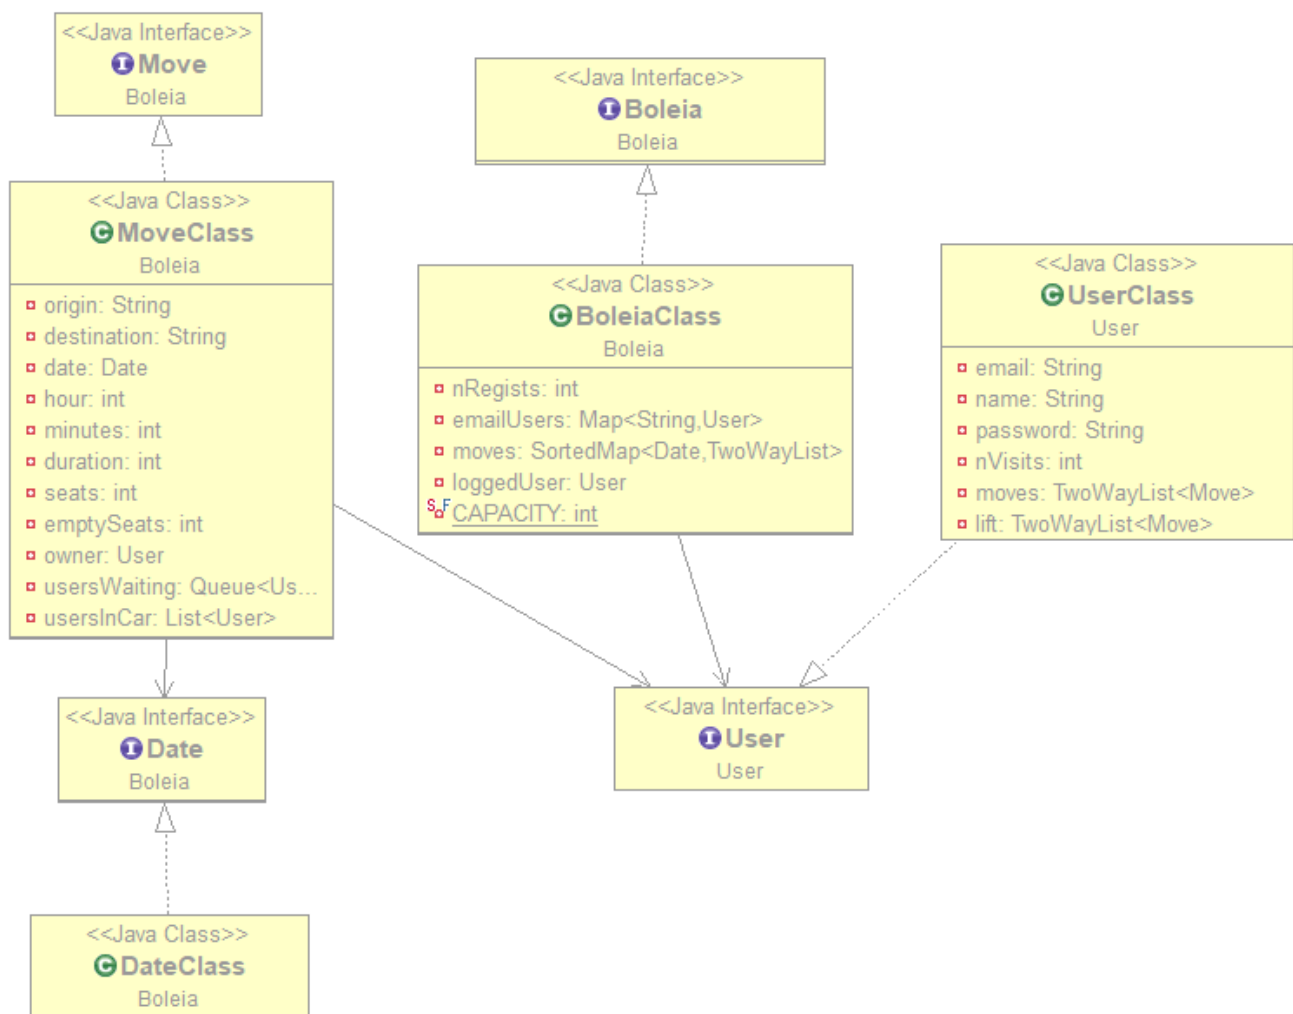 <<Java Interface>>
I Move
Boleia
<<Java Class>>
C MoveClass
Boleia
origin: String
destination: String
date: Date
hour: int
minutes: int
duration: int
seats: int
emptySeats: int
owner: User
usersWaiting: Queue<Us...
usersInCar: List<User>
<<Java Interface>>
I Date
Boleia
<<Java Class>>
C DateClass
Boleia
<<Java Interface>>
I Boleia
Boleia
<<Java Class>>
C BoleiaClass
Boleia
nRegists: int
emailUsers: Map<String,User>
moves: SortedMap<Date,TwoWayList>
loggedUser: User
S F CAPACITY: int
<<Java Interface>>
I User
User
<<Java Class>>
C UserClass
User
email: String
name: String
password: String
nVisits: int
moves: TwoWayList<Move>
lift: TwoWayList<Move>